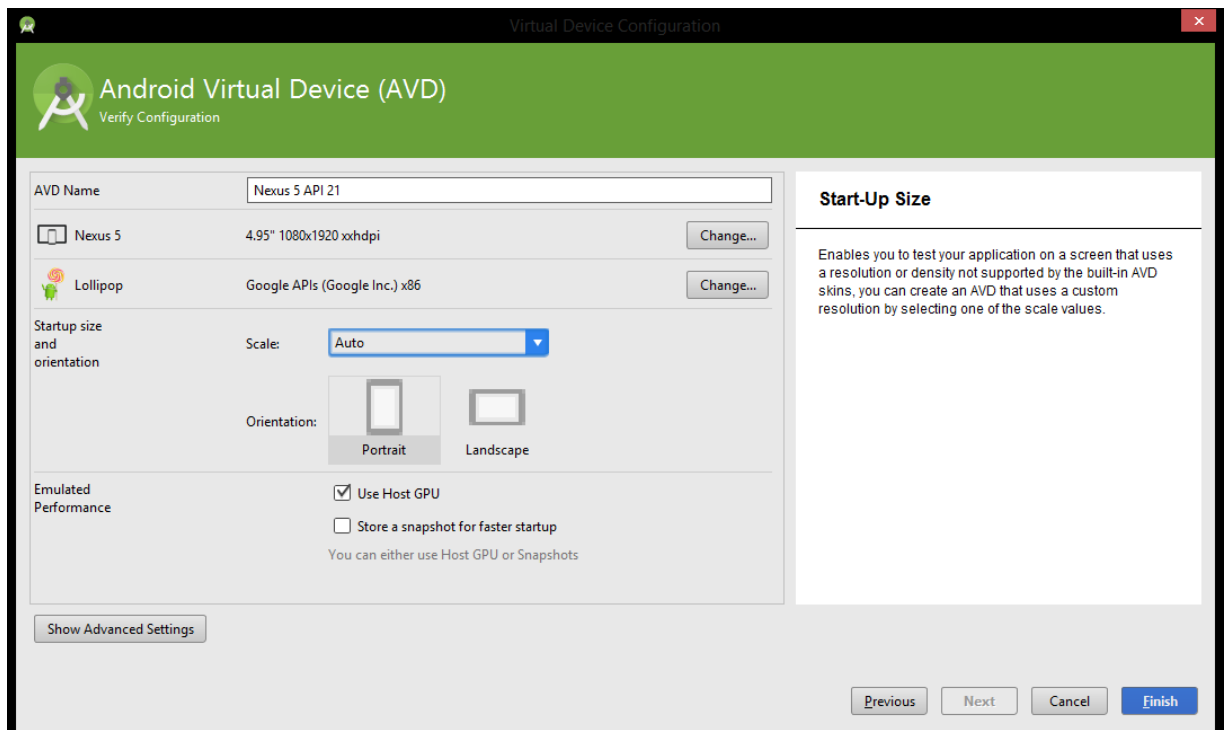 Virtual Device Configuration
Android Virtual Device (AVD)
Verify Configuration
AVD Name
Nexus 5 API 21
Nexus 5
4.95" 1080x1920 xxhdpi
Change...
Lollipop
Google APIs (Google Inc.) x86
Change...
Startup size
and
orientation
Scale:
Auto
Orientation:
Portrait
Landscape
Emulated
Performance
Use Host GPU
Store a snapshot for faster startup
You can either use Host GPU or Snapshots
Start-Up Size
Enables you to test your application on a screen that uses
a resolution or density not supported by the built-in AVD
skins, you can create an AVD that uses a custom
resolution by selecting one of the scale values.
Show Advanced Settings
Previous
Next
Cancel
Finish